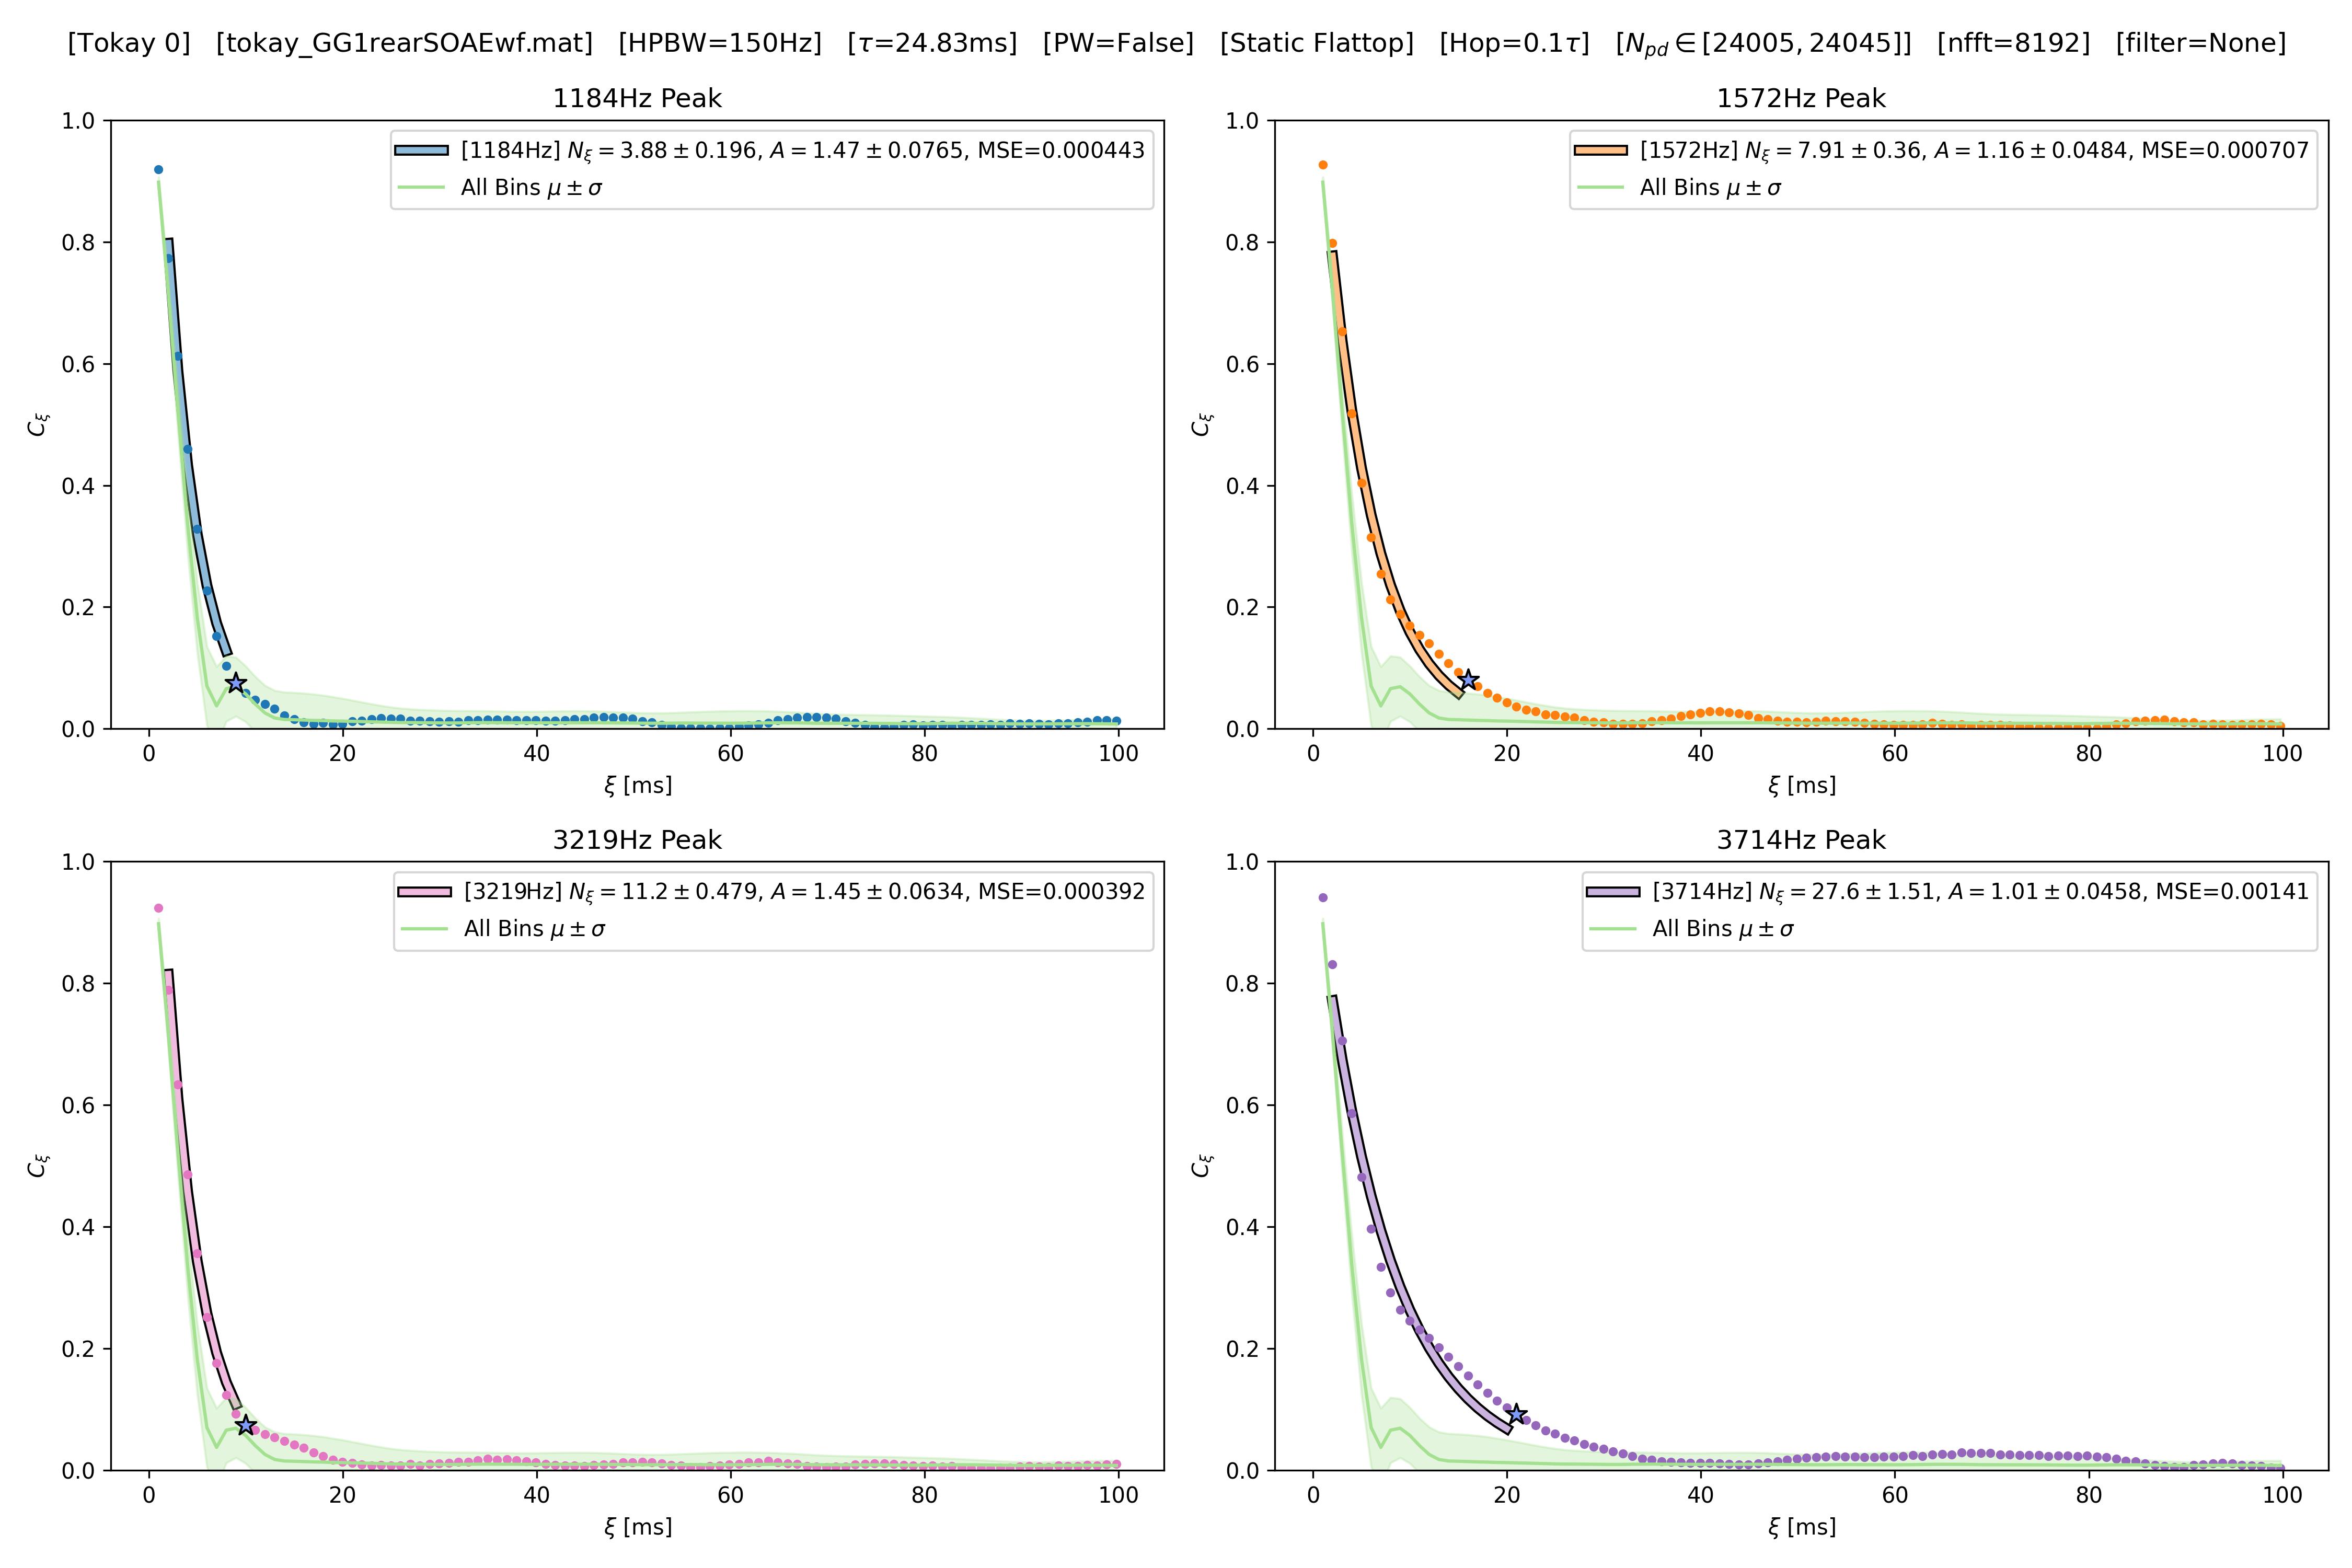 [Tokay 0] [tokay_GG1rearSOAEwf.mat] [HPBW=150Hz] [τ=24.83ms] [PW=False] [Static Flattop] [Hop=0.1τ] [N_pd ∈ [24005, 24045]] [nfft=8192] [filter=None]
1184Hz Peak
[1184Hz] N_ξ = 3.88 ± 0.196, A = 1.47 ± 0.0765, MSE=0.000443
All Bins μ ± σ
1.0
0.8
0.6
0.4
0.2
0.0
C_ξ
0 20 40 60 80 100
ξ [ms]
1572Hz Peak
[1572Hz] N_ξ = 7.91 ± 0.36, A = 1.16 ± 0.0484, MSE=0.000707
All Bins μ ± σ
1.0
0.8
0.6
0.4
0.2
0.0
C_ξ
0 20 40 60 80 100
ξ [ms]
3219Hz Peak
[3219Hz] N_ξ = 11.2 ± 0.479, A = 1.45 ± 0.0634, MSE=0.000392
All Bins μ ± σ
1.0
0.8
0.6
0.4
0.2
0.0
C_ξ
0 20 40 60 80 100
ξ [ms]
3714Hz Peak
[3714Hz] N_ξ = 27.6 ± 1.51, A = 1.01 ± 0.0458, MSE=0.00141
All Bins μ ± σ
1.0
0.8
0.6
0.4
0.2
0.0
C_ξ
0 20 40 60 80 100
ξ [ms]